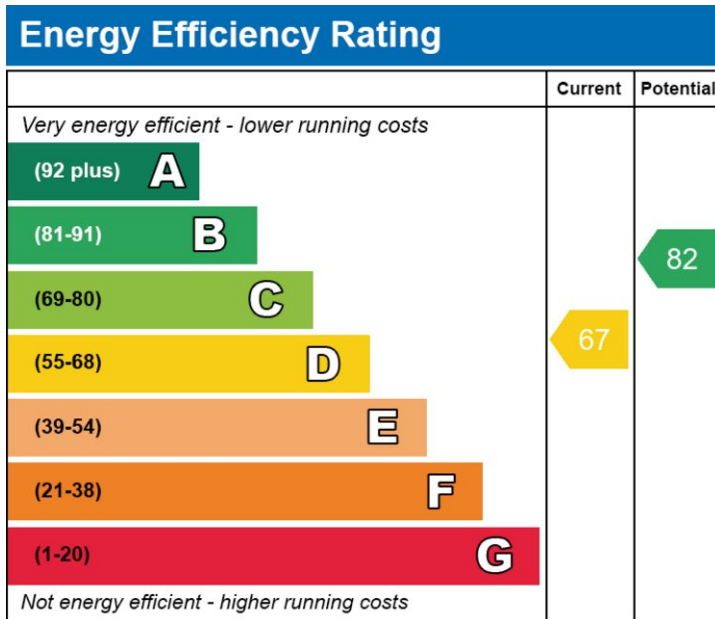 Energy Efficiency Rating
Current Potential
Very energy efficient - lower running costs
(92 plus) A
(81-91) B
82
(69-80) C
67
(55-68) D
(39-54) E
(21-38) F
(1-20) G
Not energy efficient - higher running costs